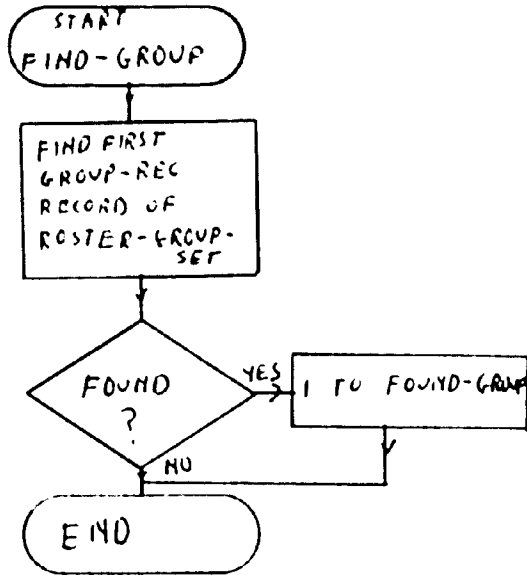 START
FIND-GROUP
FIND FIRST
GROUP-REC
RECORD OF
ROSTER-GROUP-
SET
FOUND
?
YES
1 TO FOUND-GROUP
NO
END